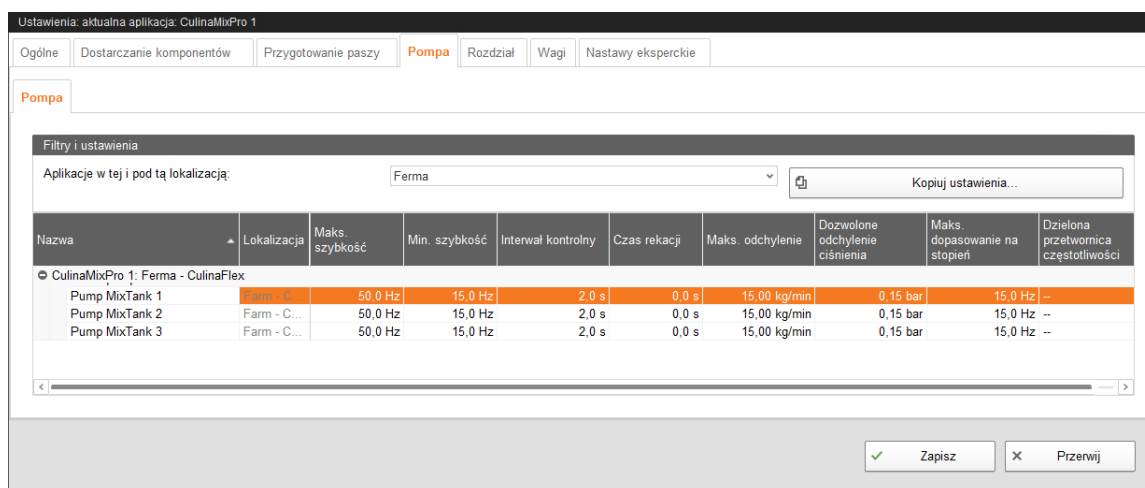 Ustawienia: aktualna aplikacja: CulinaMixPro 1
Ogólne Dostarczanie komponentów Przygotowanie paszy Pompa Rozdział Wagi Nastawy eksperckie
Pompa
Filtry i ustawienia
Aplikacje w tej i pod tą lokalizacją: Ferma Kopiuj ustawienia...
Nazwa Lokalizacja Maks. szybkość Min. szybkość Interwał kontrolny Czas rekacji Maks. odchylenie Dozwolone odchylenie ciśnienia Maks. dopasowanie na stopień Dzielona przetwornica częstotliwości
CulinaMixPro 1: Ferma - CulinaFlex
Pump MixTank 1 Farm - C... 50,0 Hz 15,0 Hz 2,0 s 0,0 s 15,00 kg/min 0,15 bar 15,0 Hz --
Pump MixTank 2 Farm - C... 50,0 Hz 15,0 Hz 2,0 s 0,0 s 15,00 kg/min 0,15 bar 15,0 Hz --
Pump MixTank 3 Farm - C... 50,0 Hz 15,0 Hz 2,0 s 0,0 s 15,00 kg/min 0,15 bar 15,0 Hz --
Zapisz Przerwij